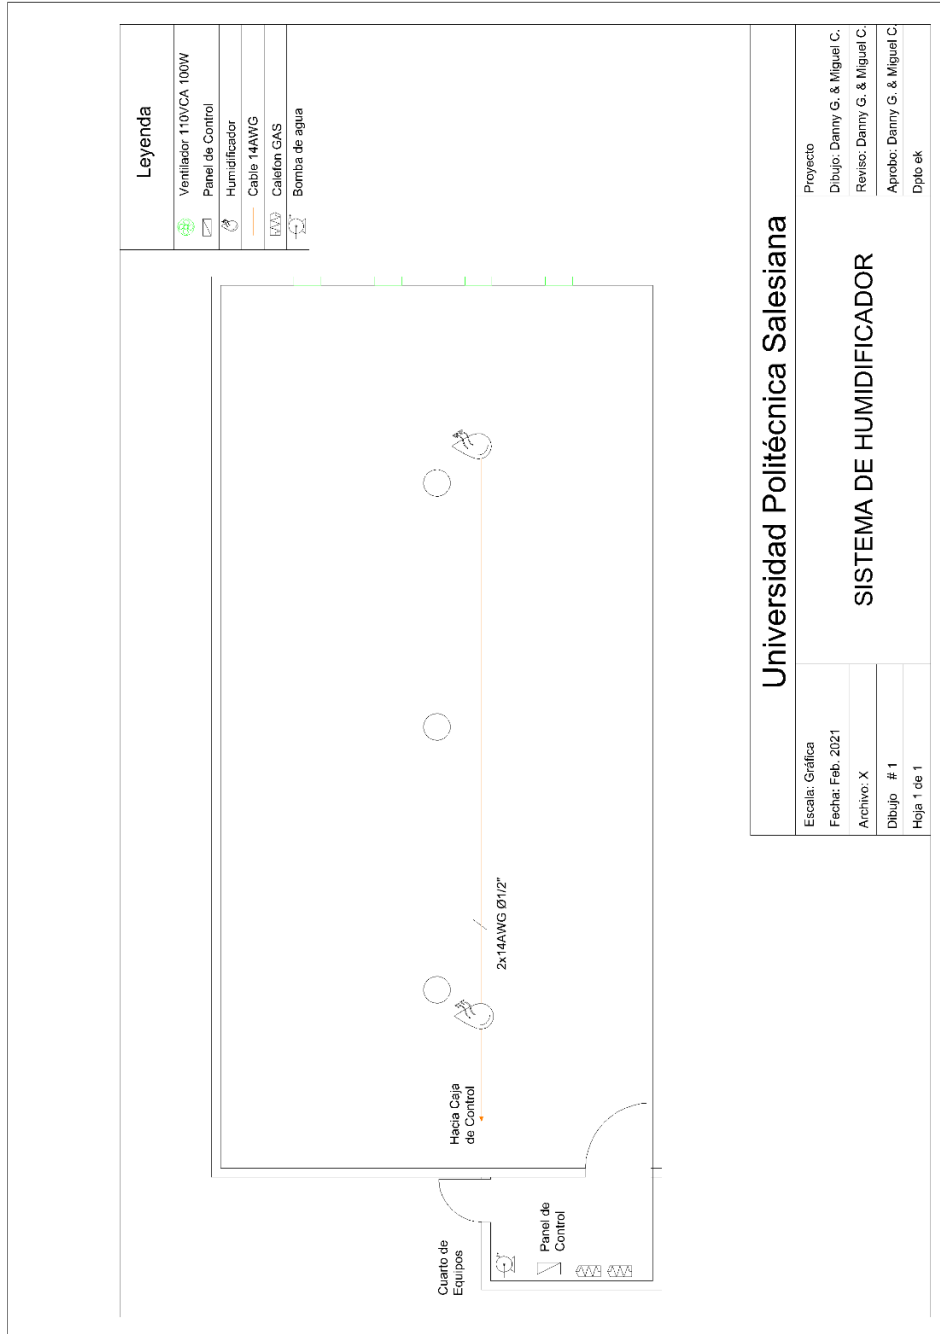 Leyenda
Ventilador 110VCA 100W
Panel de Control
Humidificador
Cable 14AWG
Calefon GAS
Bomba de agua
Hacia Caja
de Control
2x14AWG Ø1/2"
Cuarto de
Equipos
Panel de
Control
Universidad Politécnica Salesiana
Escala: Gráfica
Fecha: Feb. 2021
Archivo: X
Dibujo # 1
Hoja 1 de 1
SISTEMA DE HUMIDIFICADOR
Proyecto
Dibujo: Danny G. & Miguel C.
Reviso: Danny G. & Miguel C.
Aprobo: Danny G. & Miguel C.
Dpto ek